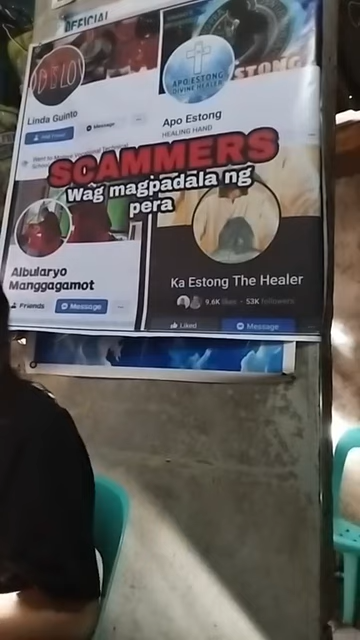 OFFICIAL
APO ESTONG
DIVINE HEALER
ESTONG
Linda Guinto
Message
Apo Estong
HEALING HAND
SCAMMERS
Wag magpadala ng
pera
Albularyo
Manggagamot
Friends
Message
Ka Estong The Healer
9.6K likes • 53K followers
Liked
Message